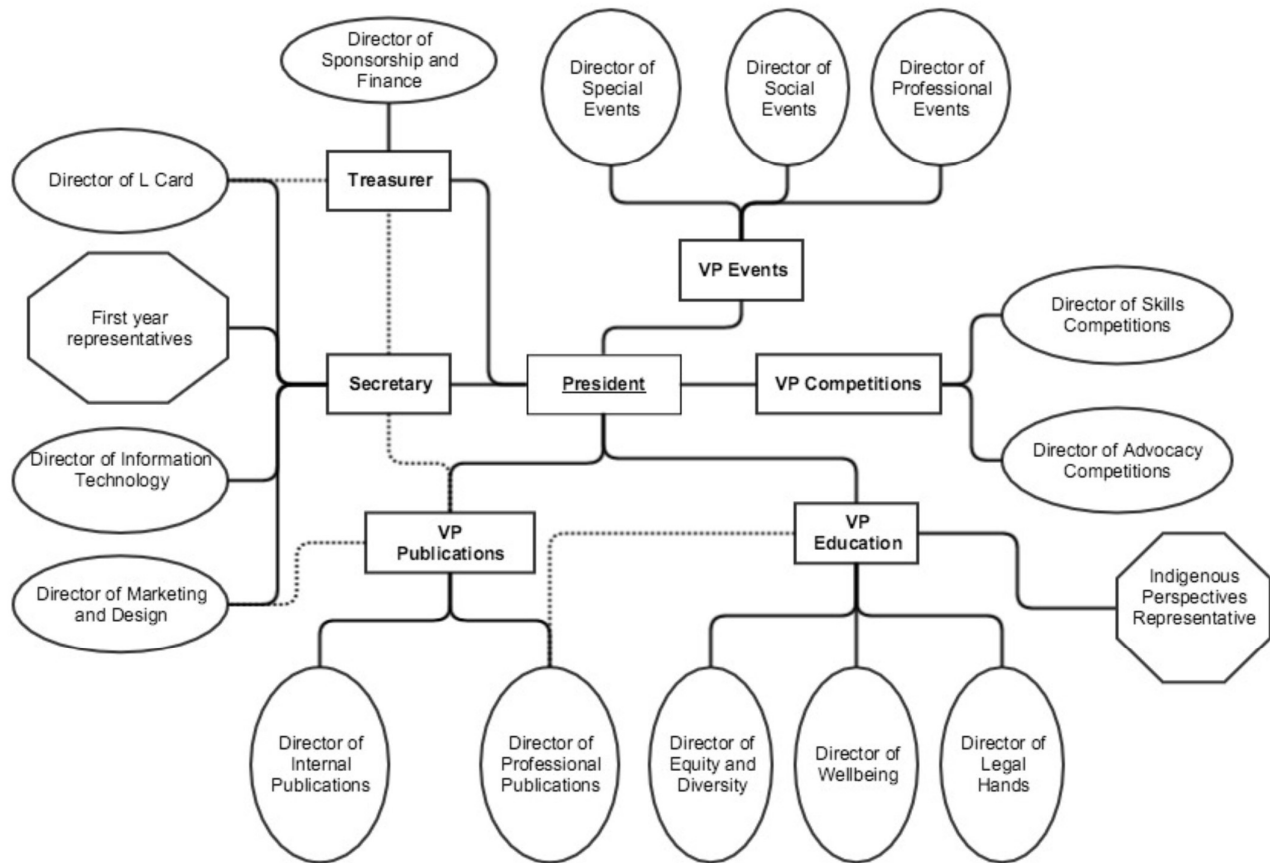 Director of
Sponsorship and
Finance
Director of
Special
Events
Director of
Social
Events
Director of
Professional
Events
Director of L Card
Treasurer
VP Events
First year
representatives
Director of Skills
Competitions
Secretary
President
VP Competitions
Director of Information
Technology
Director of Advocacy
Competitions
VP
Publications
VP
Education
Director of Marketing
and Design
Indigenous
Perspectives
Representative
Director of
Internal
Publications
Director of
Professional
Publications
Director of
Equity and
Diversity
Director of
Wellbeing
Director of
Legal
Hands